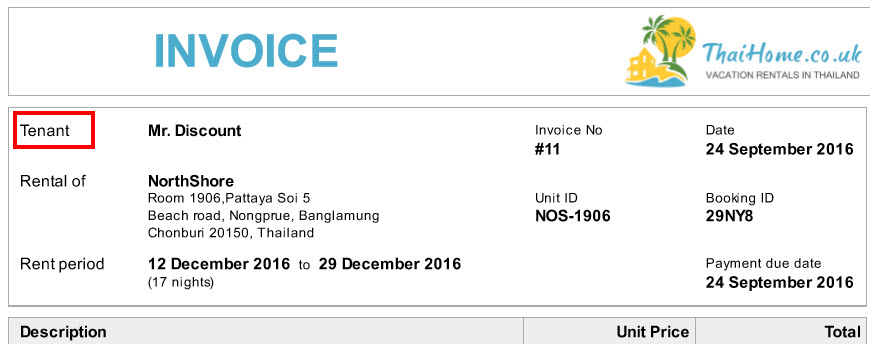 INVOICE
ThaiHome.co.uk
VACATION RENTALS IN THAILAND
Tenant Mr. Discount Invoice No Date
#11 24 September 2016
Rental of NorthShore
Room 1906,Pattaya Soi 5 Unit ID Booking ID
Beach road, Nongprue, Banglamung NOS-1906 29NY8
Chonburi 20150, Thailand
Rent period 12 December 2016 to 29 December 2016 Payment due date
(17 nights) 24 September 2016
Description Unit Price Total